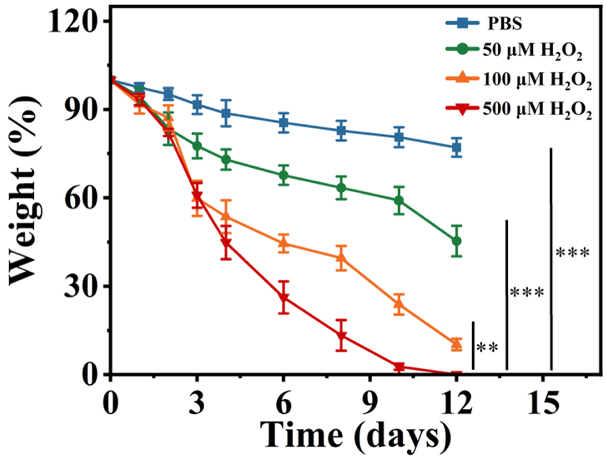 120
90
60
30
0
Weight (%)
PBS
50 μM H₂O₂
100 μM H₂O₂
500 μM H₂O₂
***
***
**
0 3 6 9 12 15
Time (days)